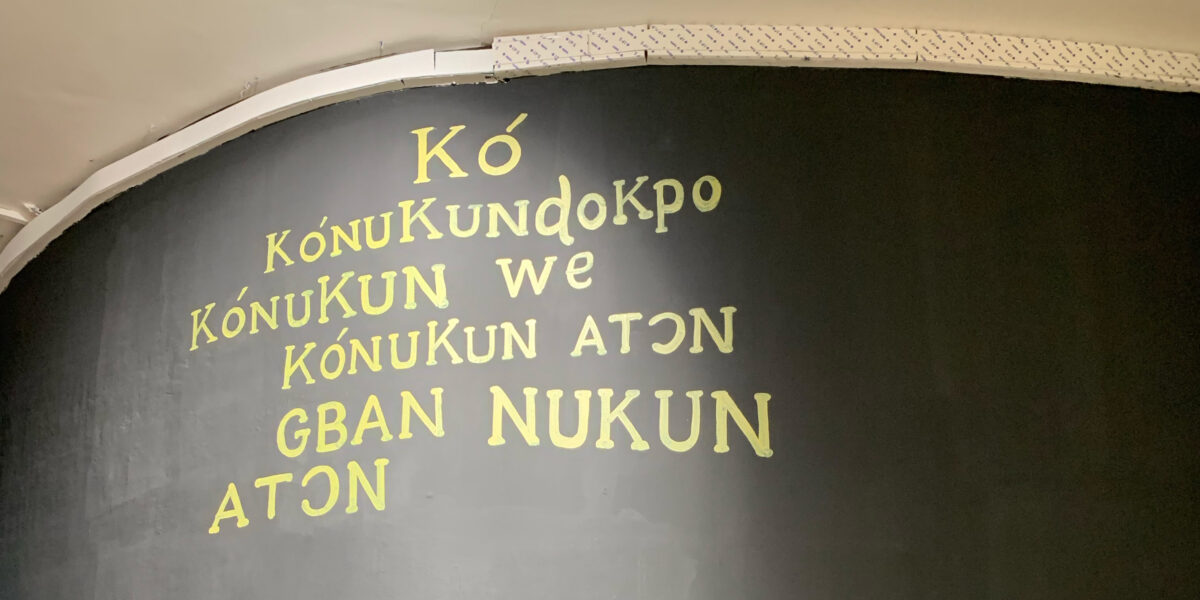 Kó
KÓNUKUNdOKPO
KÓNUKUN we
KÓNUKUN ATƆN
GBAN NUKUN
ATƆN